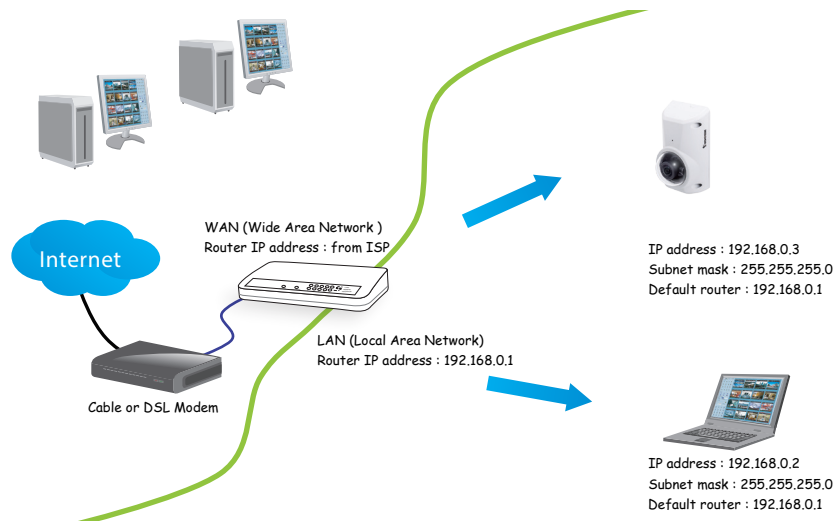 WAN (Wide Area Network )
Router IP address : from ISP
Internet
IP address : 192.168.0.3
Subnet mask : 255.255.255.0
Default router : 192.168.0.1
LAN (Local Area Network)
Router IP address : 192.168.0.1
Cable or DSL Modem
IP address : 192.168.0.2
Subnet mask : 255.255.255.0
Default router : 192.168.0.1